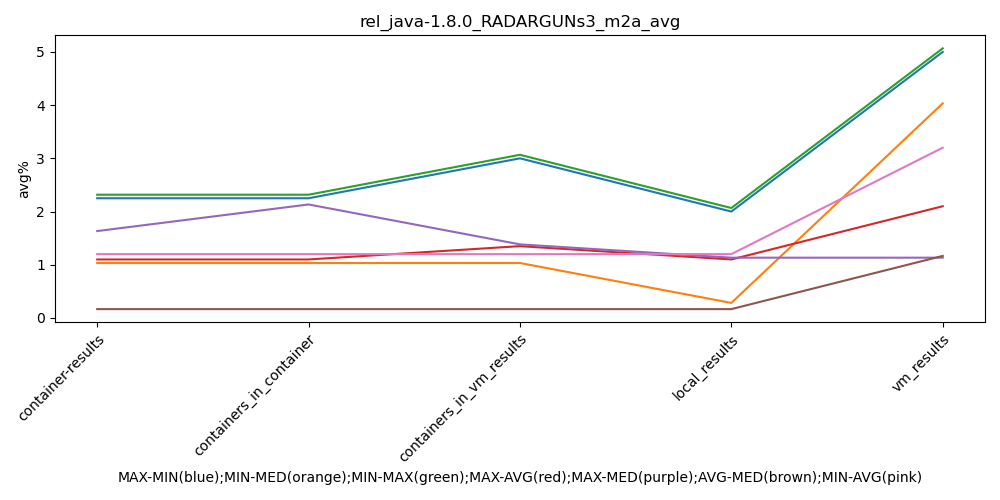 rel_java-1.8.0_RADARGUNs3_m2a_avg
avg%
5
4
3
2
1
0
container-results
containers_in_container
containers_in_vm_results
local_results
vm_results
MAX-MIN(blue);MIN-MED(orange);MIN-MAX(green);MAX-AVG(red);MAX-MED(purple);AVG-MED(brown);MIN-AVG(pink)